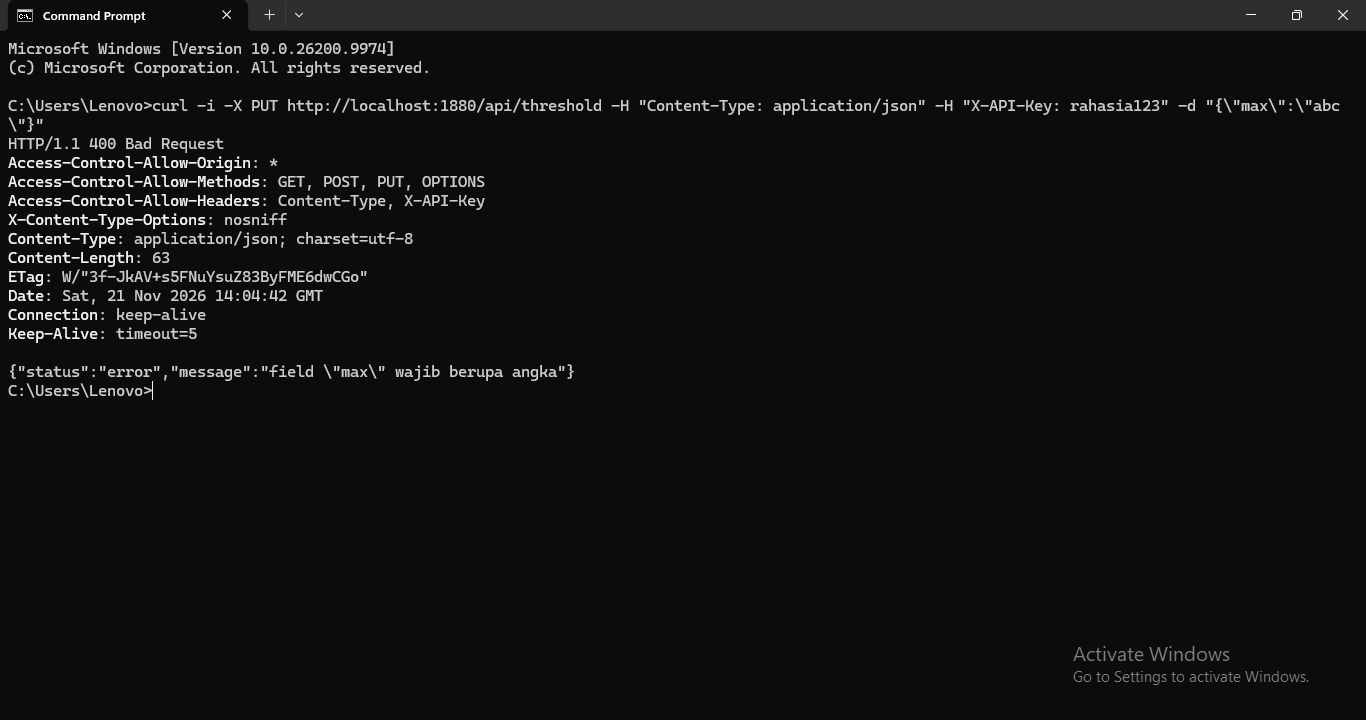 Command Prompt
Microsoft Windows [Version 10.0.26200.9974]
(c) Microsoft Corporation. All rights reserved.
C:\Users\Lenovo>curl -i -X PUT http://localhost:1880/api/threshold -H "Content-Type: application/json" -H "X-API-Key: rahasia123" -d "{\"max\":\"abc
\"}"
HTTP/1.1 400 Bad Request
Access-Control-Allow-Origin: *
Access-Control-Allow-Methods: GET, POST, PUT, OPTIONS
Access-Control-Allow-Headers: Content-Type, X-API-Key
X-Content-Type-Options: nosniff
Content-Type: application/json; charset=utf-8
Content-Length: 63
ETag: W/"3f-JkAV+s5FNuYsuZ83ByFME6dwCGo"
Date: Sat, 21 Nov 2026 14:04:42 GMT
Connection: keep-alive
Keep-Alive: timeout=5
{"status":"error","message":"field \"max\" wajib berupa angka"}
C:\Users\Lenovo>
Activate Windows
Go to Settings to activate Windows.